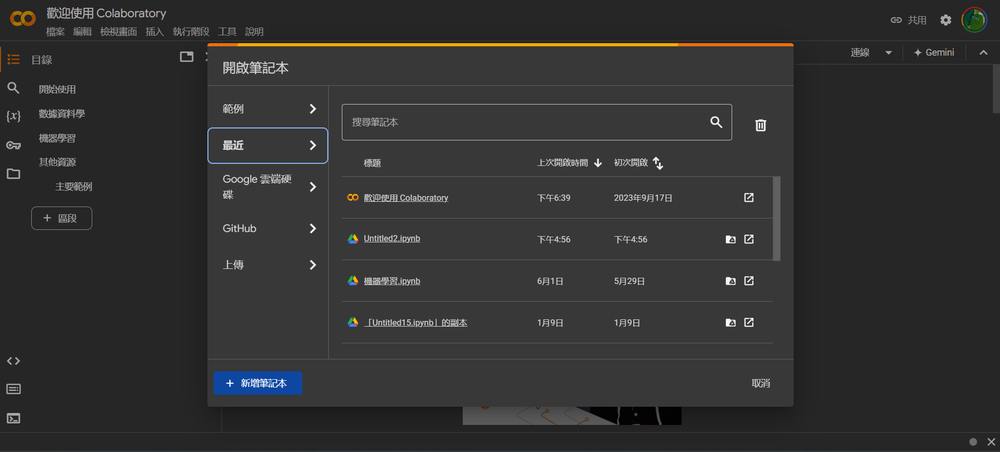 歡迎使用 Colaboratory
檔案 編輯 檢視畫面 插入 執行階段 工具 說明
共用
連線
Gemini
目錄
開始使用
數據資料學
機器學習
其他資源
主要範例
+ 區段
開啟筆記本
範例
最近
Google 雲端硬
碟
GitHub
上傳
搜尋筆記本
標題 上次開啟時間 初次開啟
歡迎使用 Colaboratory 下午6:39 2023年9月17日
Untitled2.ipynb 下午4:56 下午4:56
機器學習.ipynb 6月1日 5月29日
「Untitled15.ipynb」的副本 1月9日 1月9日
+ 新增筆記本
取消